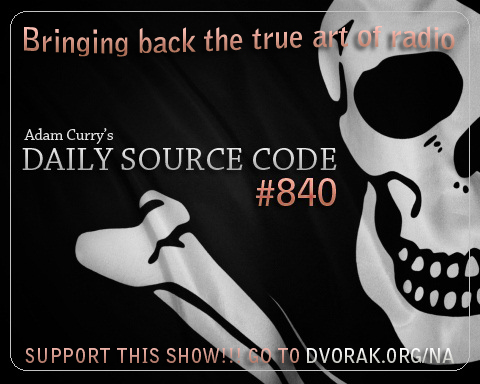 Bringing back the true art of radio
Adam Curry's
DAILY SOURCE CODE
#840
SUPPORT THIS SHOW!!! GO TO DVORAK.ORG/NA